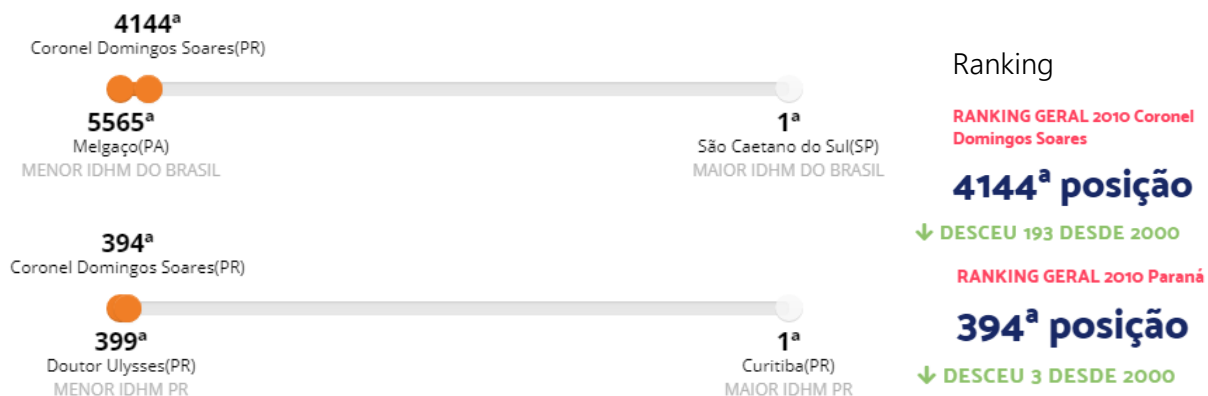 4144ª
Coronel Domingos Soares(PR)
5565ª
Melgaço(PA)
MENOR IDHM DO BRASIL
1ª
São Caetano do Sul(SP)
MAIOR IDHM DO BRASIL
394ª
Coronel Domingos Soares(PR)
399ª
Doutor Ulysses(PR)
MENOR IDHM PR
1ª
Curitiba(PR)
MAIOR IDHM PR
Ranking
RANKING GERAL 2010 Coronel
Domingos Soares
4144ª posição
↓ DESCEU 193 DESDE 2000
RANKING GERAL 2010 Paraná
394ª posição
↓ DESCEU 3 DESDE 2000